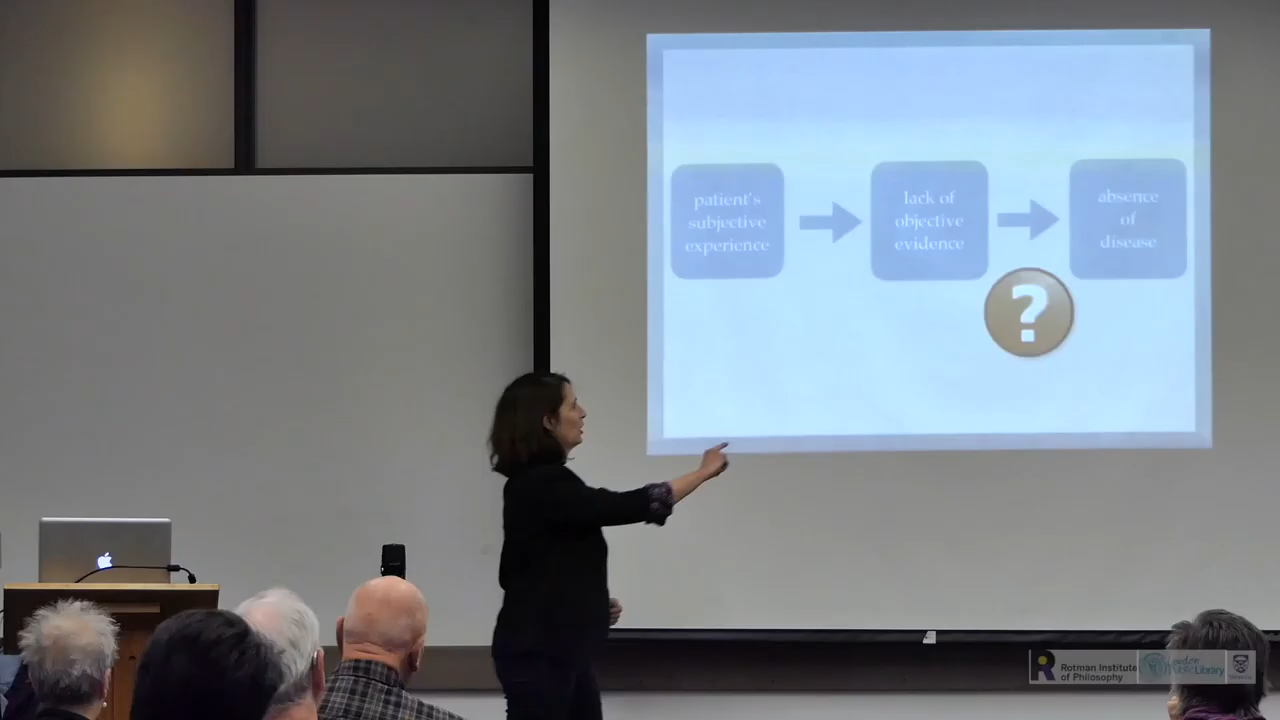 patient's
subjective
experience
lack of
objective
evidence
absence
of
disease
?
Rotman Institute
of Philosophy
Library